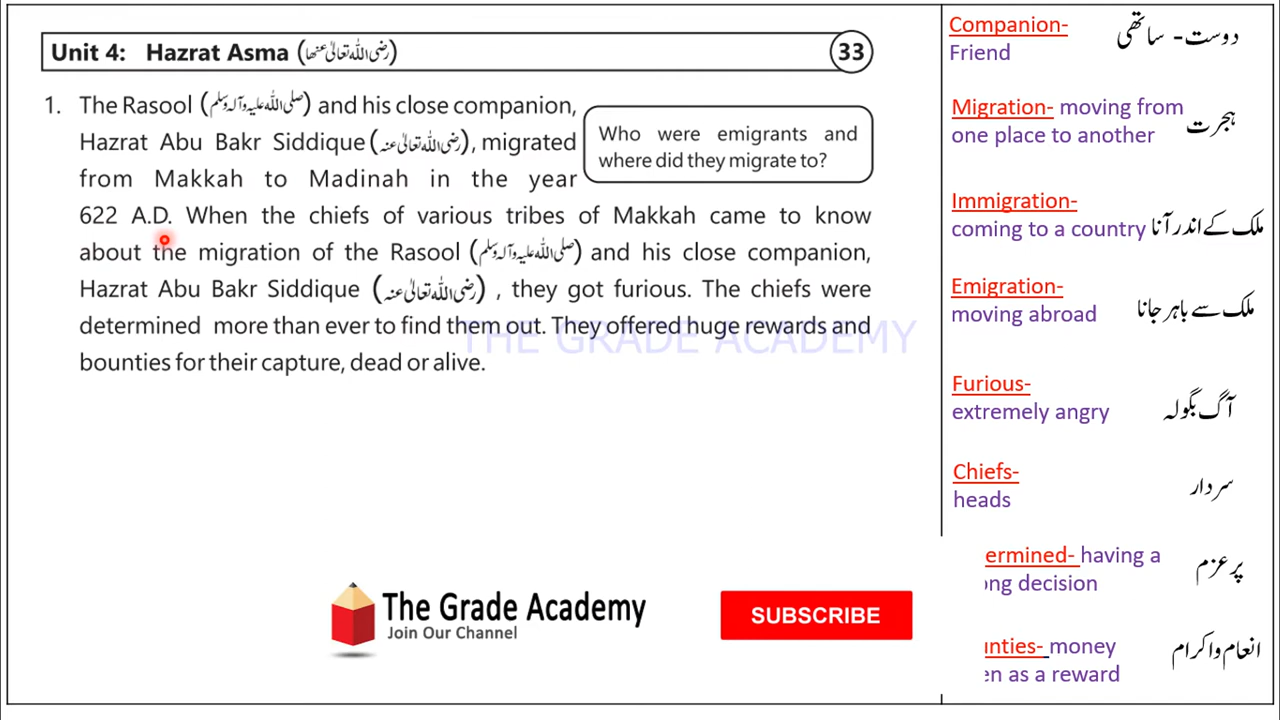 Unit 4: Hazrat Asma (رضی اللہ تعالیٰ عنھا)
33
1. The Rasool (صلی اللہ علیہ وآلہ وسلم) and his close companion,
Hazrat Abu Bakr Siddique (رضی اللہ تعالیٰ عنہ), migrated
from Makkah to Madinah in the year
622 A.D. When the chiefs of various tribes of Makkah came to know
about the migration of the Rasool (صلی اللہ علیہ وآلہ وسلم) and his close companion,
Hazrat Abu Bakr Siddique (رضی اللہ تعالیٰ عنہ) , they got furious. The chiefs were
determined more than ever to find them out. They offered huge rewards and
bounties for their capture, dead or alive.
Who were emigrants and
where did they migrate to?
THE GRADE ACADEMY
The Grade Academy
Join Our Channel
SUBSCRIBE
Companion- دوست - ساتھی
Friend
Migration- moving from
one place to another ہجرت
Immigration-
coming to a country ملک کے اندر آنا
Emigration-
moving abroad ملک سے باہر جانا
Furious-
extremely angry آگ بگولہ
Chiefs-
heads سردار
ermined- having a
ong decision پر عزم
unties- money انعام واکرام
en as a reward